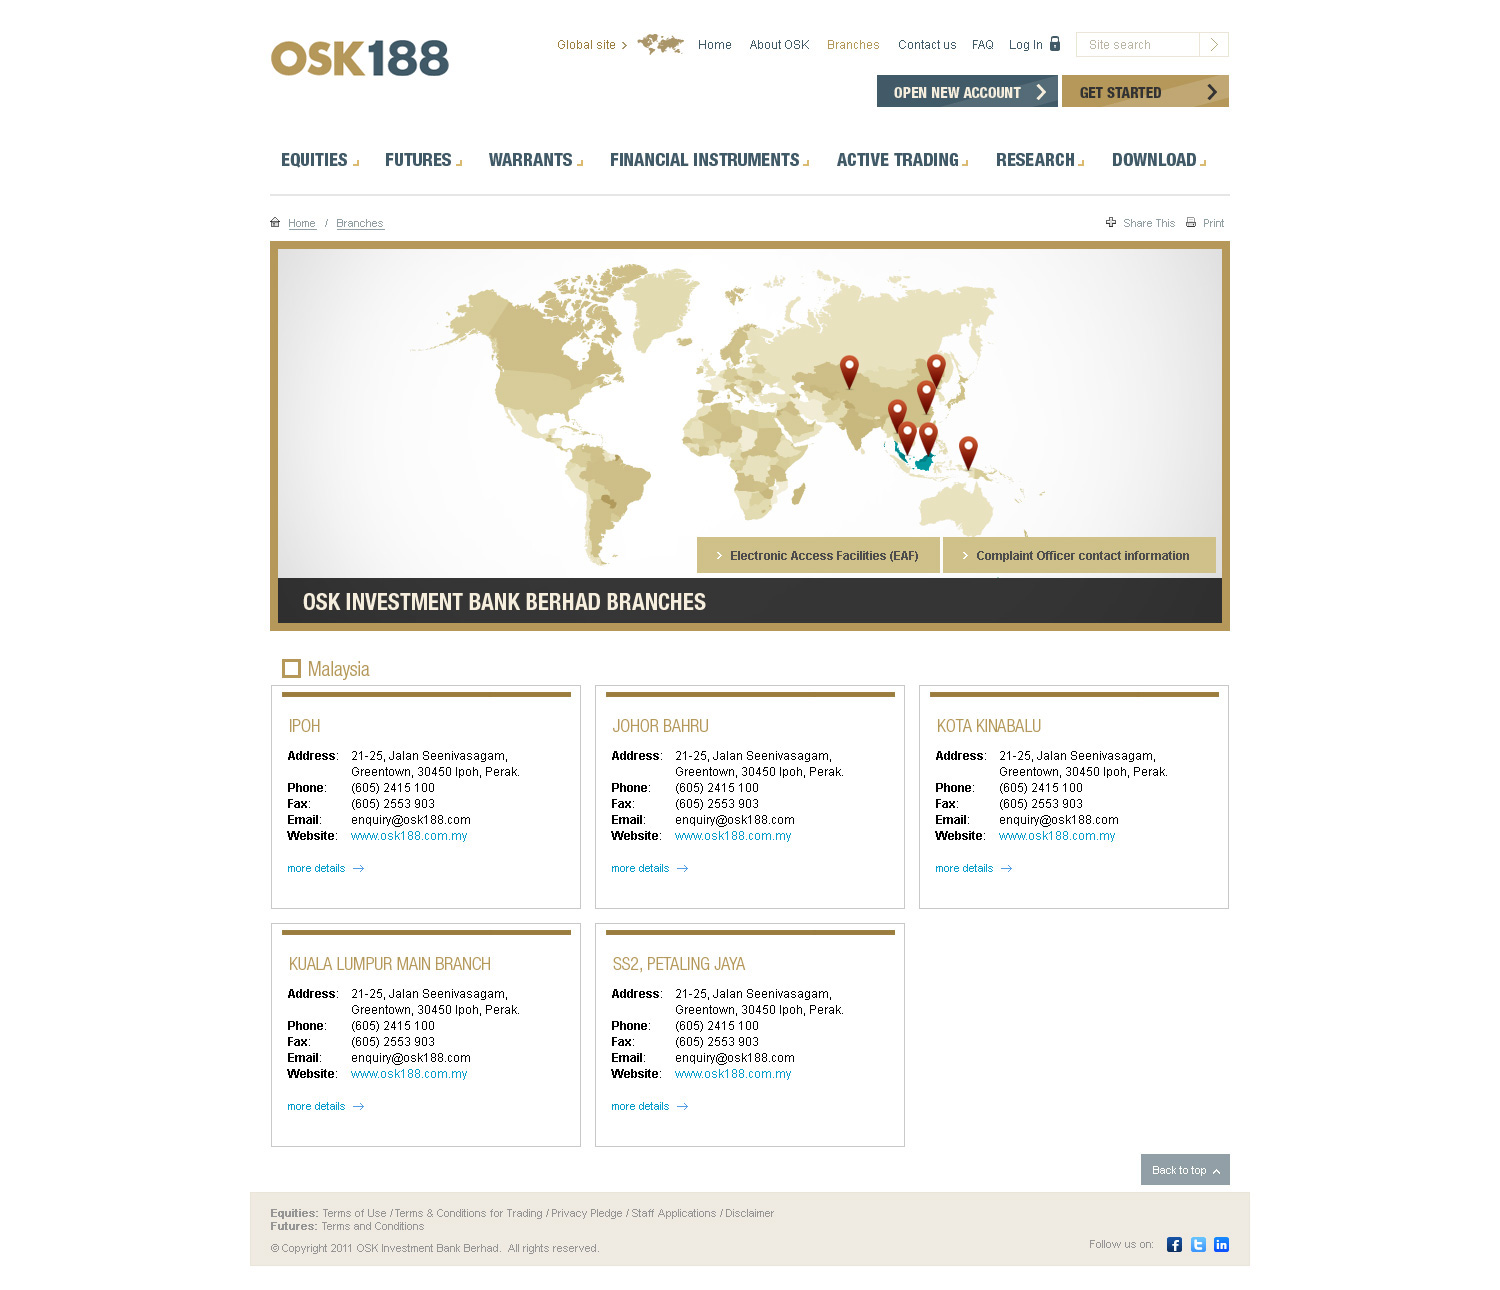 OSK188
Global site
Home
About OSK
Branches
Contact us
FAQ
Log In
Site search
OPEN NEW ACCOUNT
GET STARTED
EQUITIES
FUTURES
WARRANTS
FINANCIAL INSTRUMENTS
ACTIVE TRADING
RESEARCH
DOWNLOAD
Home / Branches
Share This
Print
Electronic Access Facilities (EAF)
Complaint Officer contact information
OSK INVESTMENT BANK BERHAD BRANCHES
Malaysia
IPOH
Address: 21-25, Jalan Seenivasagam,
Greentown, 30450 Ipoh, Perak.
Phone: (605) 2415 100
Fax: (605) 2553 903
Email: enquiry@osk188.com
Website: www.osk188.com.my
more details
JOHOR BAHRU
Address: 21-25, Jalan Seenivasagam,
Greentown, 30450 Ipoh, Perak.
Phone: (605) 2415 100
Fax: (605) 2553 903
Email: enquiry@osk188.com
Website: www.osk188.com.my
more details
KOTA KINABALU
Address: 21-25, Jalan Seenivasagam,
Greentown, 30450 Ipoh, Perak.
Phone: (605) 2415 100
Fax: (605) 2553 903
Email: enquiry@osk188.com
Website: www.osk188.com.my
more details
KUALA LUMPUR MAIN BRANCH
Address: 21-25, Jalan Seenivasagam,
Greentown, 30450 Ipoh, Perak.
Phone: (605) 2415 100
Fax: (605) 2553 903
Email: enquiry@osk188.com
Website: www.osk188.com.my
more details
SS2, PETALING JAYA
Address: 21-25, Jalan Seenivasagam,
Greentown, 30450 Ipoh, Perak.
Phone: (605) 2415 100
Fax: (605) 2553 903
Email: enquiry@osk188.com
Website: www.osk188.com.my
more details
Back to top
Equities: Terms of Use / Terms & Conditions for Trading / Privacy Pledge / Staff Applications / Disclaimer
Futures: Terms and Conditions
© Copyright 2011 OSK Investment Bank Berhad. All rights reserved.
Follow us on: